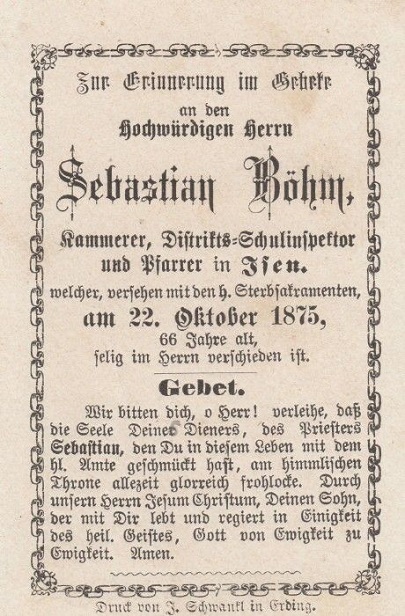 Zur Erinnerung im Gebete
an den
Hochwürdigen Herrn
Sebastian Böhm,
Kammerer, Distrikts-Schulinspektor
und Pfarrer in Isen.
welcher, versehen mit den h. Sterbsakramenten,
am 22. Oktober 1875,
66 Jahre alt,
selig im Herrn verschieden ist.
Gebet.
Wir bitten dich, o Herr! verleihe, daß
die Seele Deines Dieners, des Priesters
Sebastian, den Du in diesem Leben mit dem
hl. Amte geschmückt hast, am himmlischen
Throne allezeit glorreich frohlocke. Durch
unsern Herrn Jesum Christum, Deinen Sohn,
der mit Dir lebt und regiert in Einigkeit
des heil. Geistes, Gott von Ewigkeit zu
Ewigkeit. Amen.
Druck von J. Schwankl in Erding.